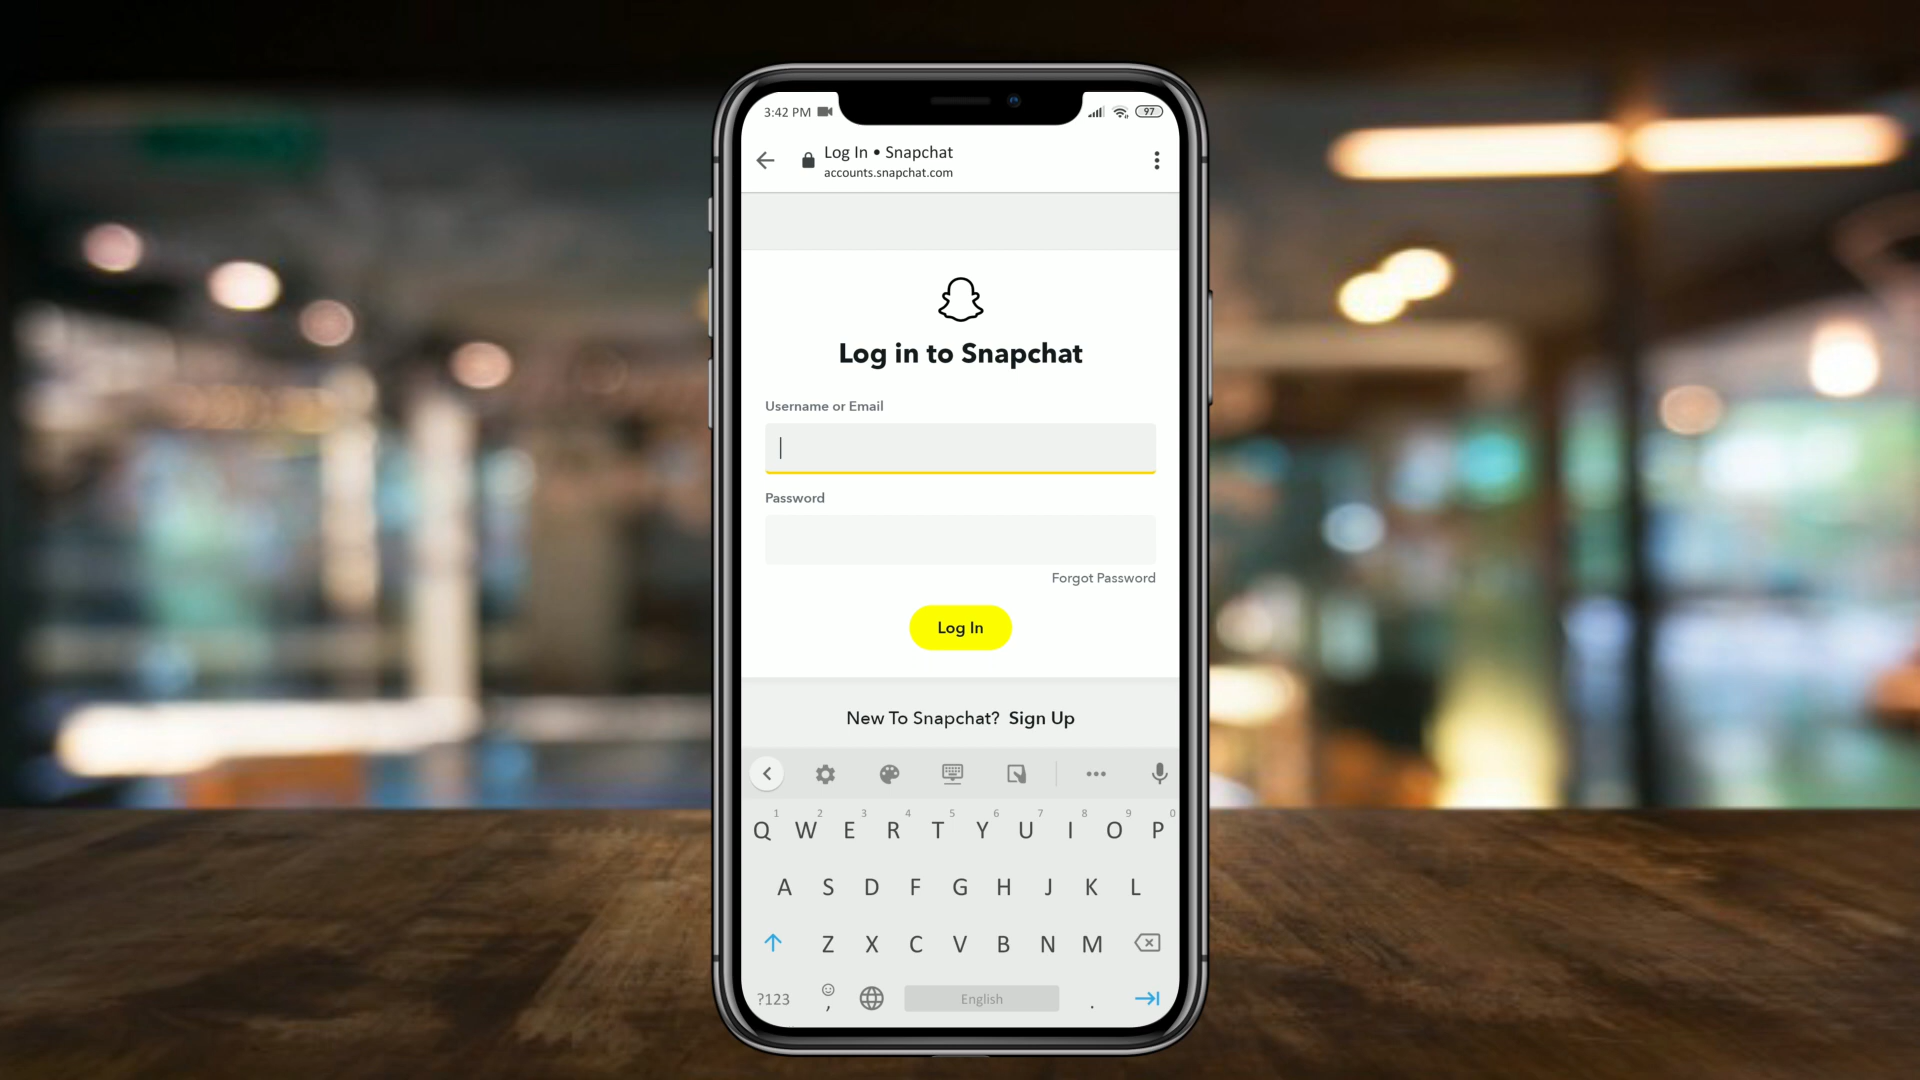 3:42 PM 97
Log In • Snapchat
accounts.snapchat.com
Log in to Snapchat
Username or Email
Password
Forgot Password
Log In
New To Snapchat? Sign Up
1 2 3 4 5 6 7 8 9 0
Q W E R T Y U I O P
A S D F G H J K L
Z X C V B N M
?123 , English .